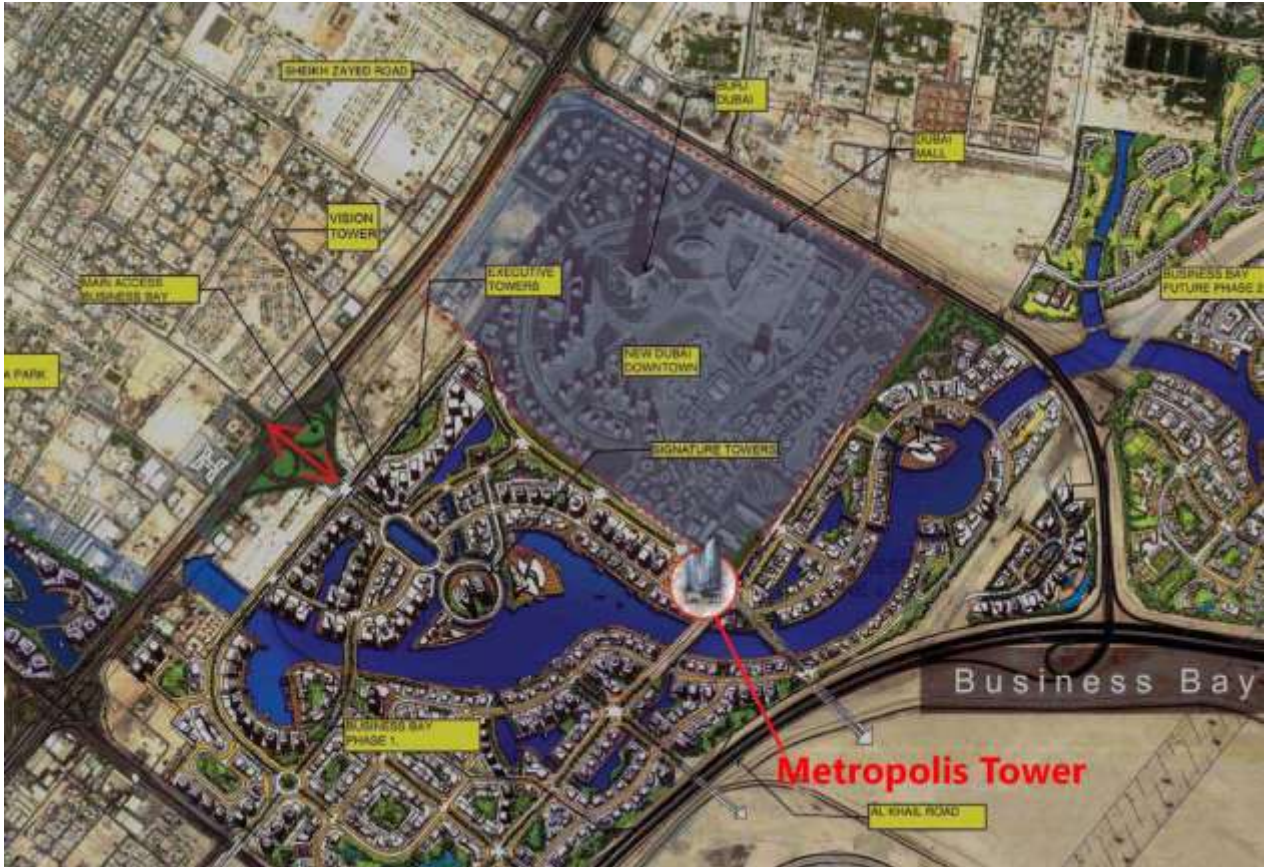 SHEIKH ZAYED ROAD
BURJ
DUBAI
DUBAI
MALL
VISION
TOWER
MAIN ACCESS
BUSINESS BAY
EXECUTIVE
TOWERS
BUSINESS BAY
FUTURE PHASE 2
A PARK
NEW DUBAI
DOWNTOWN
SIGNATURE TOWERS
Business Bay
BUSINESS BAY
PHASE 1.
Metropolis Tower
AL KHAIL ROAD